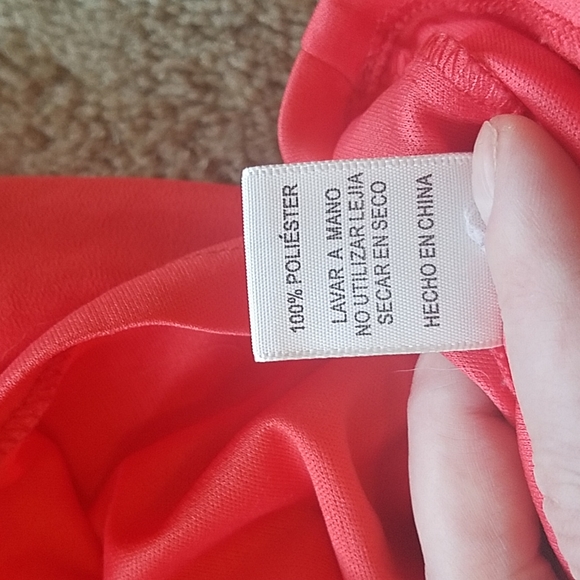 100% POLIÉSTER
LAVAR A MANO
NO UTILIZAR LEJIA
SECAR EN SECO
HECHO EN CHINA